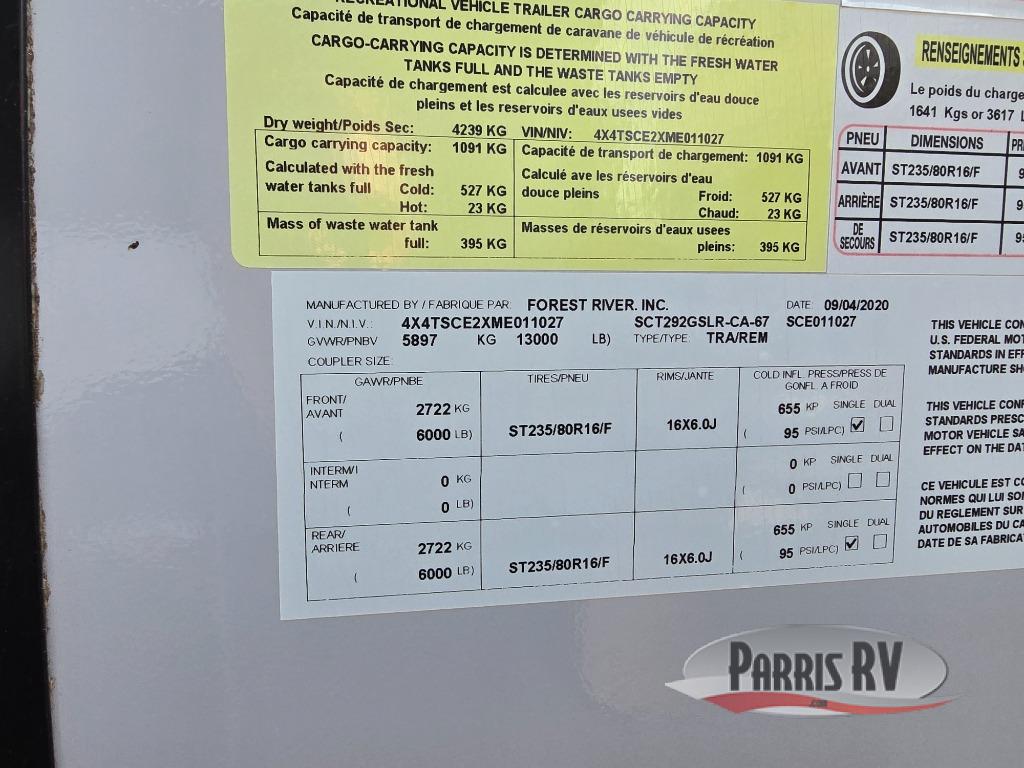 RECREATIONAL VEHICLE TRAILER CARGO CARRYING CAPACITY
Capacité de transport de chargement de caravane de véhicule de récréation
CARGO-CARRYING CAPACITY IS DETERMINED WITH THE FRESH WATER
TANKS FULL AND THE WASTE TANKS EMPTY
Capacité de chargement est calculee avec les reservoirs d'eau douce
pleins et les reservoirs d'eaux usees vides
Dry weight/Poids Sec: 4239 KG VIN/NIV: 4X4TSCE2XME011027
Cargo carrying capacity: 1091 KG
Calculated with the fresh
water tanks full Cold: 527 KG
Hot: 23 KG
Mass of waste water tank
full: 395 KG
Capacité de transport de chargement: 1091 KG
Calculé ave les réservoirs d'eau
douce pleins Froid: 527 KG
Chaud: 23 KG
Masses de réservoirs d'eaux usees
pleins: 395 KG
RENSEIGNEMENTS
Le poids du charge
1641 Kgs or 3617 L
PNEU DIMENSIONS PR
AVANT ST235/80R16/F 9
ARRIÈRE ST235/80R16/F 9
DE
SECOURS ST235/80R16/F 95
MANUFACTURED BY / FABRIQUE PAR: FOREST RIVER. INC. DATE: 09/04/2020
V.I.N./N.I.V.: 4X4TSCE2XME011027 SCT292GSLR-CA-67 SCE011027
GVWR/PNBV 5897 KG 13000 LB) TYPE/TYPE: TRA/REM
COUPLER SIZE:
GAWR/PNBE TIRES/PNEU RIMS/JANTE COLD INFL. PRESS/PRESS DE
GONFL. A FROID
FRONT/
AVANT 2722 KG 655 KP SINGLE DUAL
( 6000 LB) ST235/80R16/F 16X6.0J ( 95 PSI/LPC)
INTERM/I
NTERM 0 KG 0 KP SINGLE DUAL
( 0 LB) ( 0 PSI/LPC)
REAR/
ARRIERE 2722 KG 655 KP SINGLE DUAL
( 6000 LB) ST235/80R16/F 16X6.0J ( 95 PSI/LPC)
THIS VEHICLE CON
U.S. FEDERAL MOT
STANDARDS IN EFF
MANUFACTURE SHO
THIS VEHICLE CONF
STANDARDS PRESC
MOTOR VEHICLE SA
EFFECT ON THE DAT
CE VEHICULE EST CO
NORMES QUI LUI SON
DU REGLEMENT SUR
AUTOMOBILES DU CA
DATE DE SA FABRICAT
PARRIS RV
.com